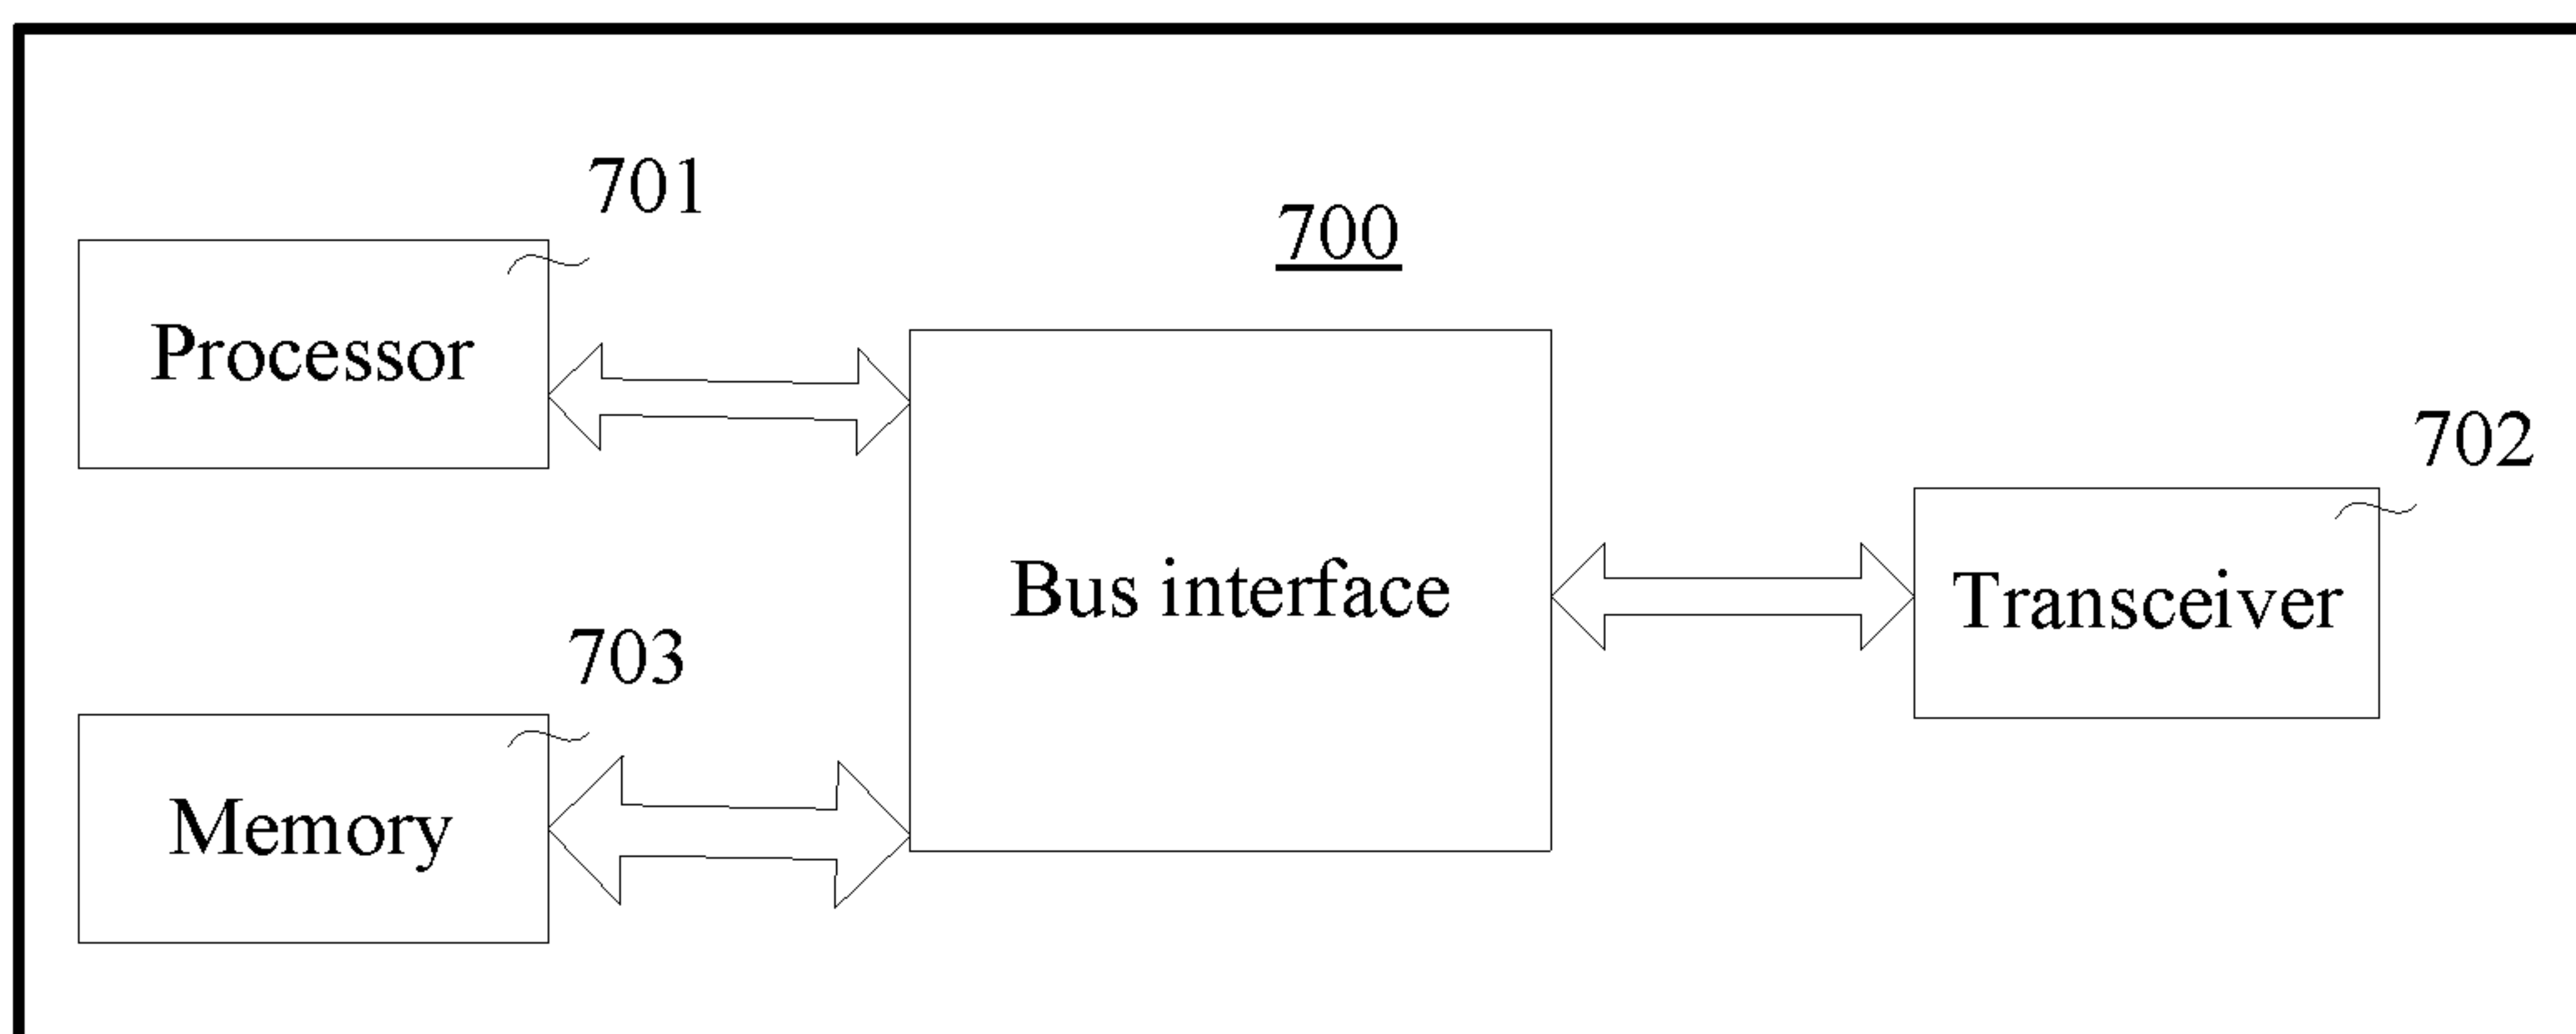 701
700
Processor
702
Bus interface
Transceiver
703
Memory